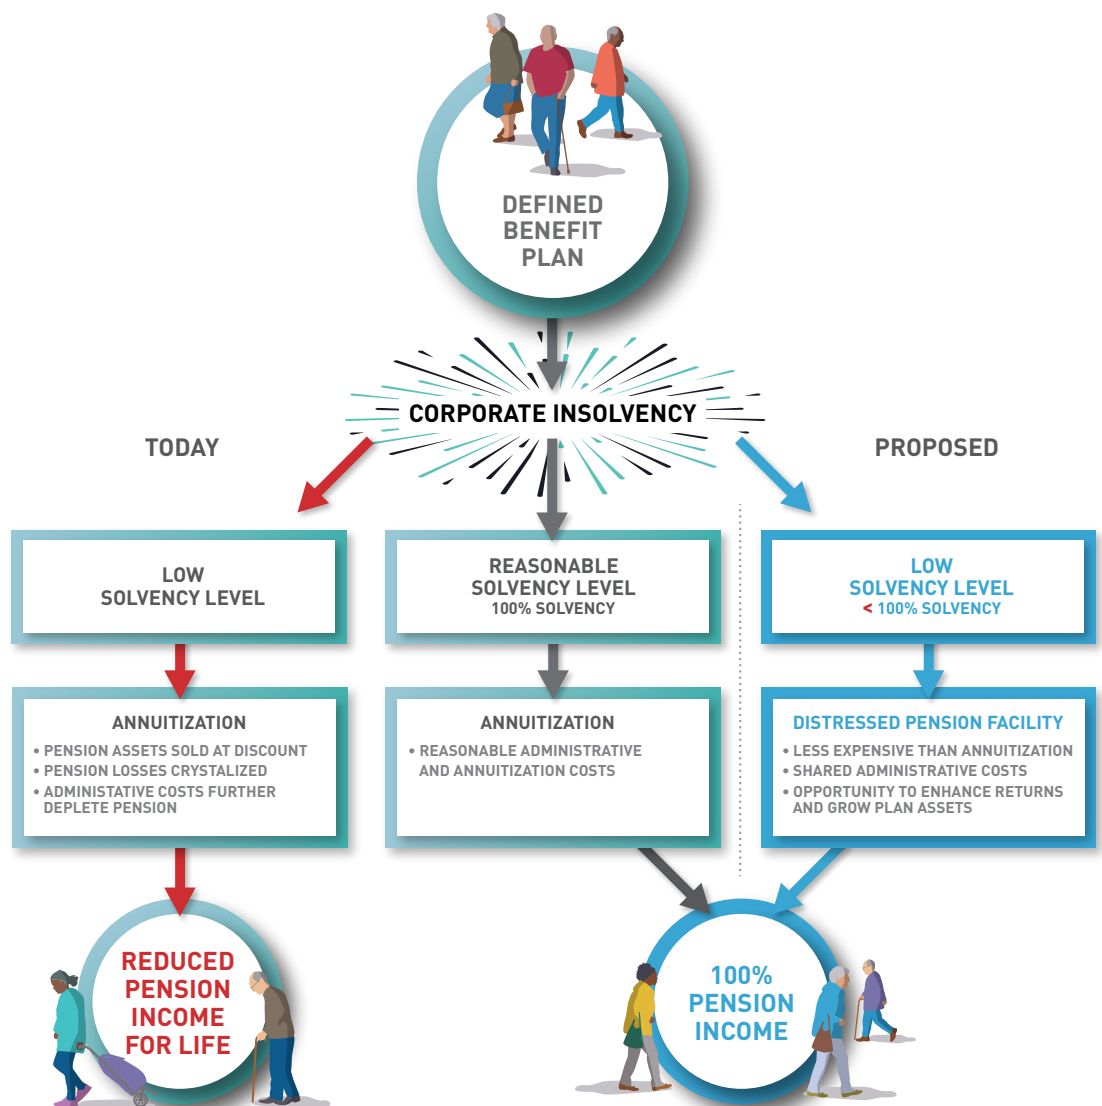 DEFINED
BENEFIT
PLAN
CORPORATE INSOLVENCY
TODAY
PROPOSED
LOW
SOLVENCY LEVEL
REASONABLE
SOLVENCY LEVEL
100% SOLVENCY
LOW
SOLVENCY LEVEL
< 100% SOLVENCY
ANNUITIZATION
• PENSION ASSETS SOLD AT DISCOUNT
• PENSION LOSSES CRYSTALIZED
• ADMINISTATIVE COSTS FURTHER
DEPLETE PENSION
ANNUITIZATION
• REASONABLE ADMINISTRATIVE
AND ANNUITIZATION COSTS
DISTRESSED PENSION FACILITY
• LESS EXPENSIVE THAN ANNUITIZATION
• SHARED ADMINISTRATIVE COSTS
• OPPORTUNITY TO ENHANCE RETURNS
AND GROW PLAN ASSETS
REDUCED
PENSION
INCOME
FOR LIFE
100%
PENSION
INCOME